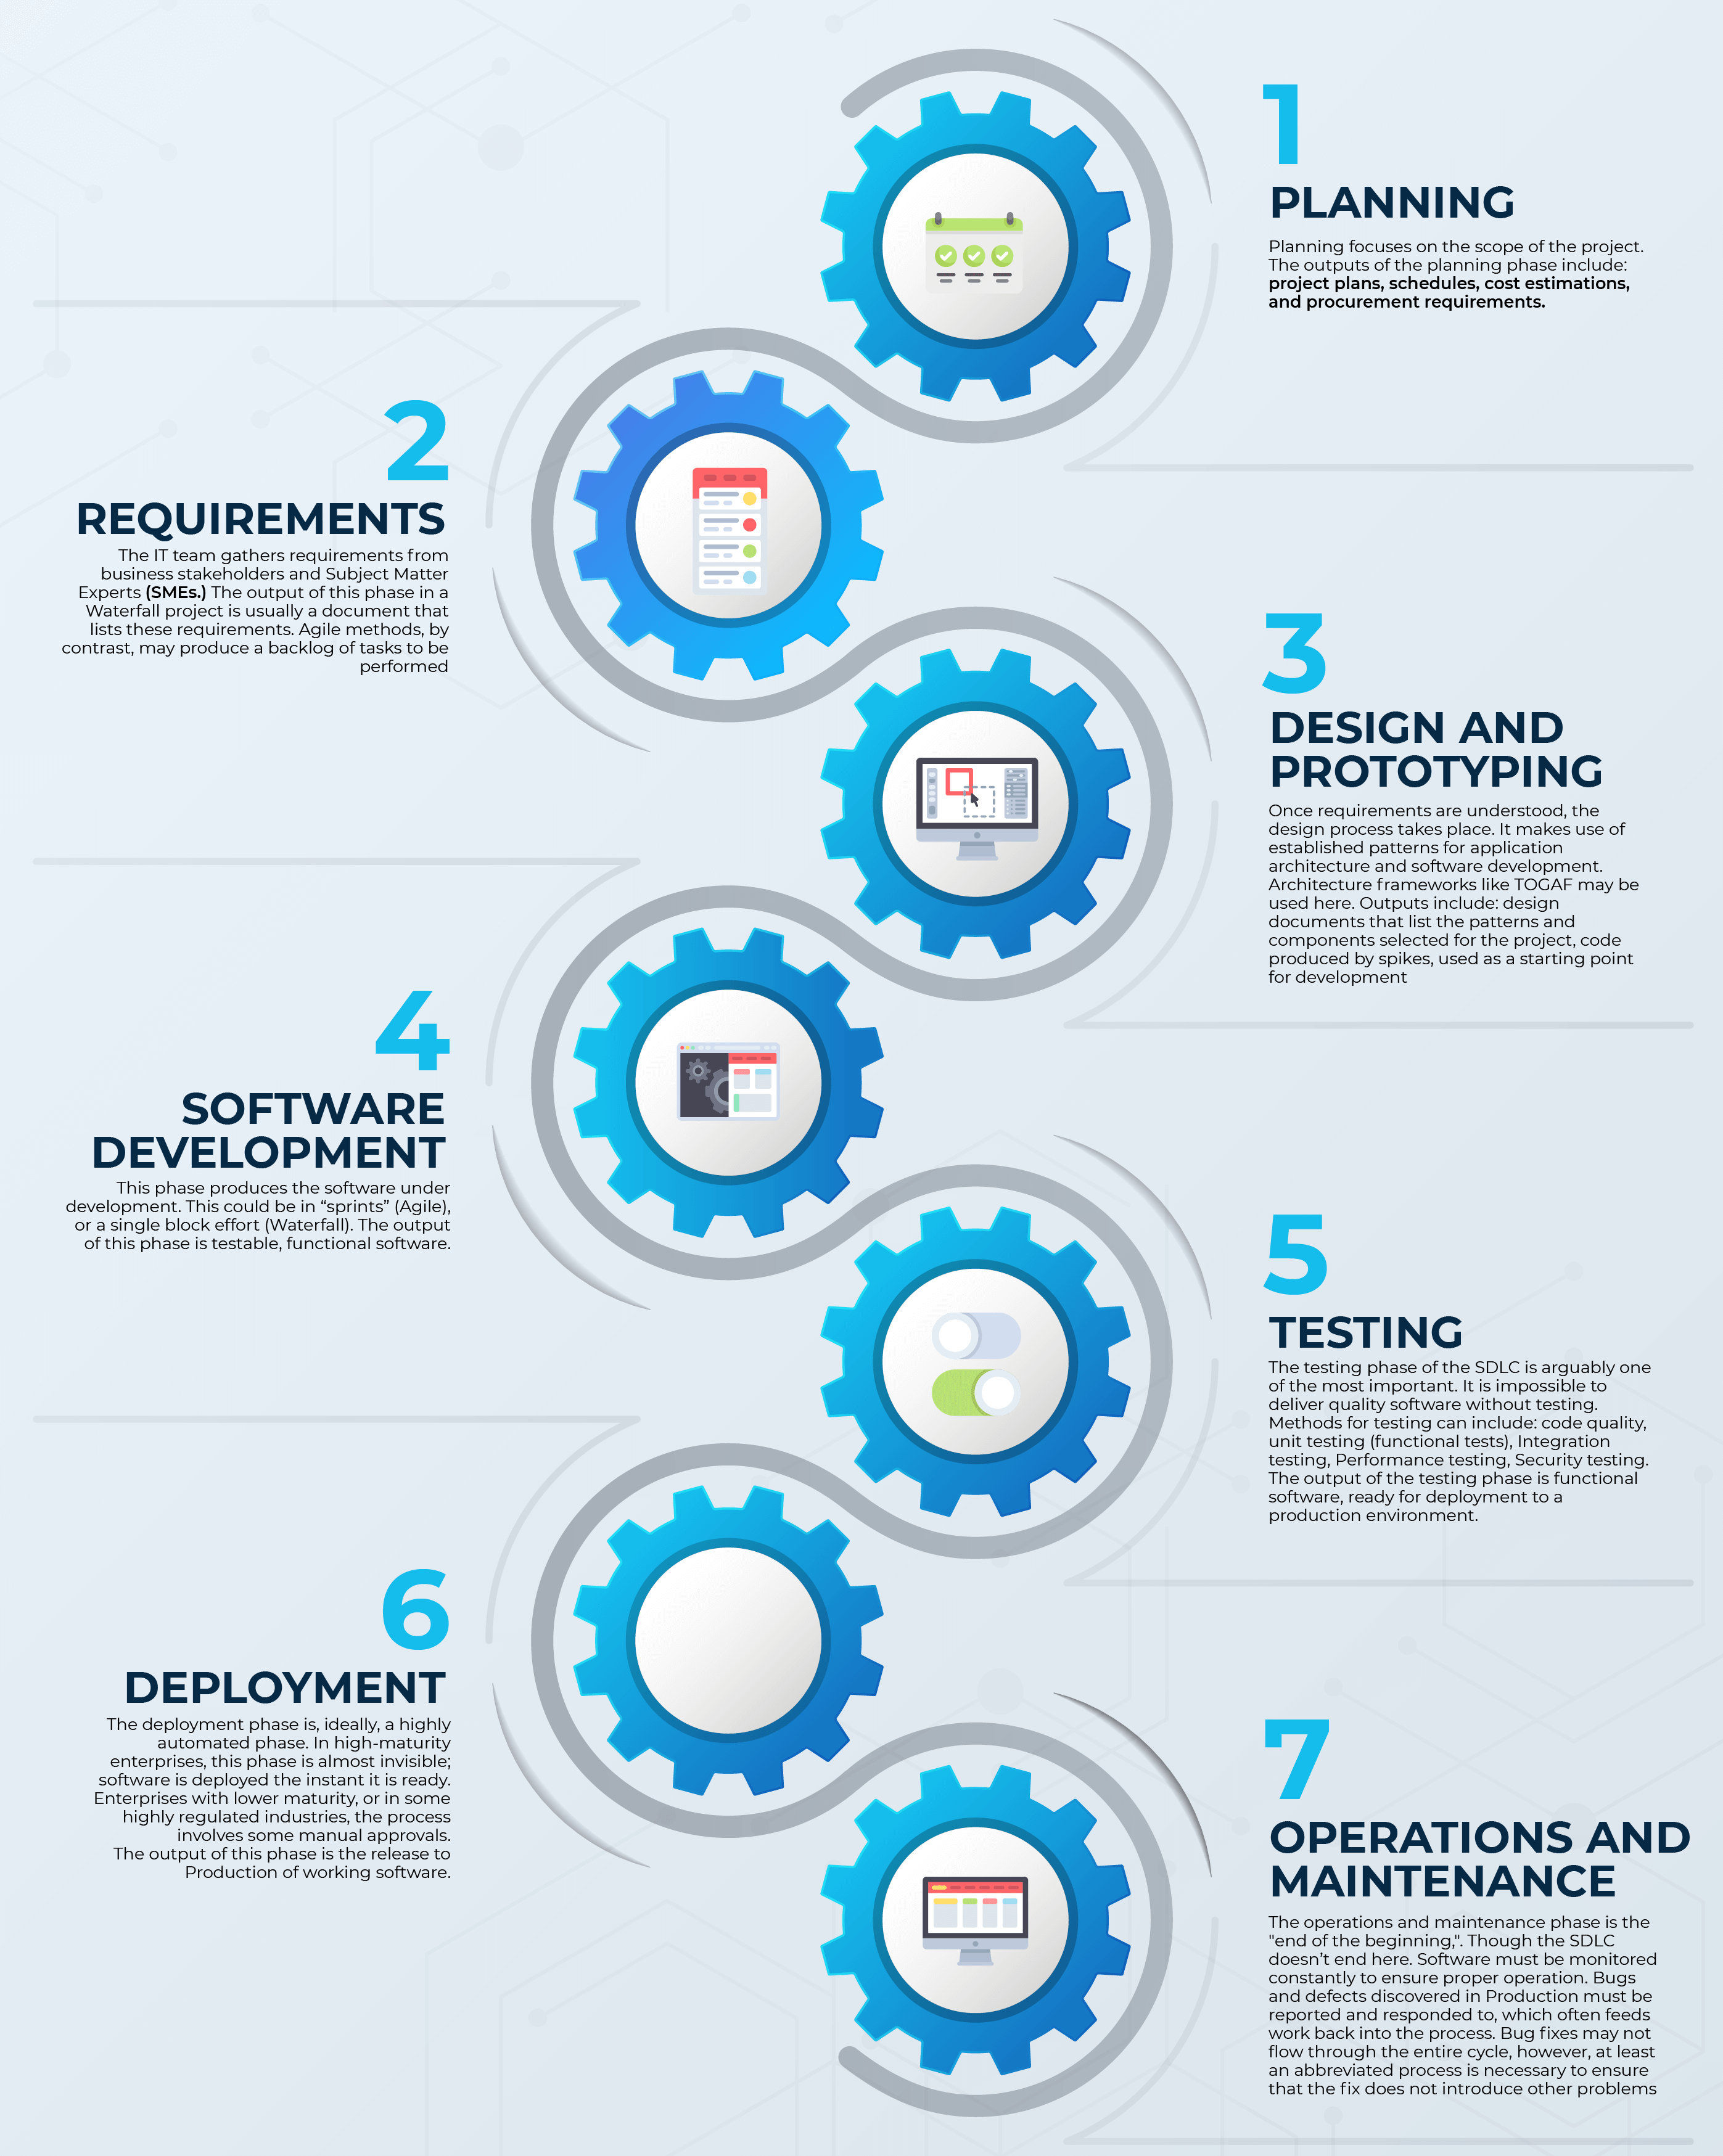 1
PLANNING
Planning focuses on the scope of the project.
The outputs of the planning phase include:
project plans, schedules, cost estimations,
and procurement requirements.
2
REQUIREMENTS
The IT team gathers requirements from
business stakeholders and Subject Matter
Experts (SMEs.) The output of this phase in a
Waterfall project is usually a document that
lists these requirements. Agile methods, by
contrast, may produce a backlog of tasks to be
performed
3
DESIGN AND
PROTOTYPING
Once requirements are understood, the
design process takes place. It makes use of
established patterns for application
architecture and software development.
Architecture frameworks like TOGAF may be
used here. Outputs include: design
documents that list the patterns and
components selected for the project, code
produced by spikes, used as a starting point
for development
4
SOFTWARE
DEVELOPMENT
This phase produces the software under
development. This could be in “sprints” (Agile),
or a single block effort (Waterfall). The output
of this phase is testable, functional software.
5
TESTING
The testing phase of the SDLC is arguably one
of the most important. It is impossible to
deliver quality software without testing.
Methods for testing can include: code quality,
unit testing (functional tests), Integration
testing, Performance testing, Security testing.
The output of the testing phase is functional
software, ready for deployment to a
production environment.
6
DEPLOYMENT
The deployment phase is, ideally, a highly
automated phase. In high-maturity
enterprises, this phase is almost invisible;
software is deployed the instant it is ready.
Enterprises with lower maturity, or in some
highly regulated industries, the process
involves some manual approvals.
The output of this phase is the release to
Production of working software.
7
OPERATIONS AND
MAINTENANCE
The operations and maintenance phase is the
"end of the beginning,". Though the SDLC
doesn’t end here. Software must be monitored
constantly to ensure proper operation. Bugs
and defects discovered in Production must be
reported and responded to, which often feeds
work back into the process. Bug fixes may not
flow through the entire cycle, however, at least
an abbreviated process is necessary to ensure
that the fix does not introduce other problems